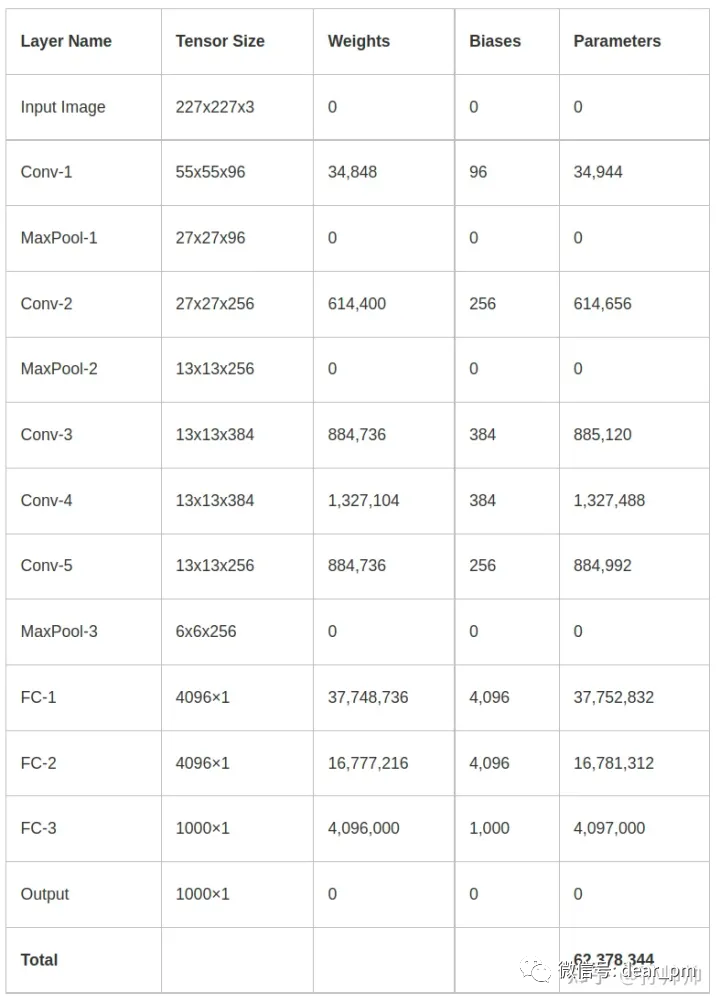 Layer Name Tensor Size Weights Biases Parameters
Input Image 227x227x3 0 0 0
Conv-1 55x55x96 34,848 96 34,944
MaxPool-1 27x27x96 0 0 0
Conv-2 27x27x256 614,400 256 614,656
MaxPool-2 13x13x256 0 0 0
Conv-3 13x13x384 884,736 384 885,120
Conv-4 13x13x384 1,327,104 384 1,327,488
Conv-5 13x13x256 884,736 256 884,992
MaxPool-3 6x6x256 0 0 0
FC-1 4096×1 37,748,736 4,096 37,752,832
FC-2 4096×1 16,777,216 4,096 16,781,312
FC-3 1000×1 4,096,000 1,000 4,097,000
Output 1000×1 0 0 0
Total 62,378,344
微信号: dear_pm